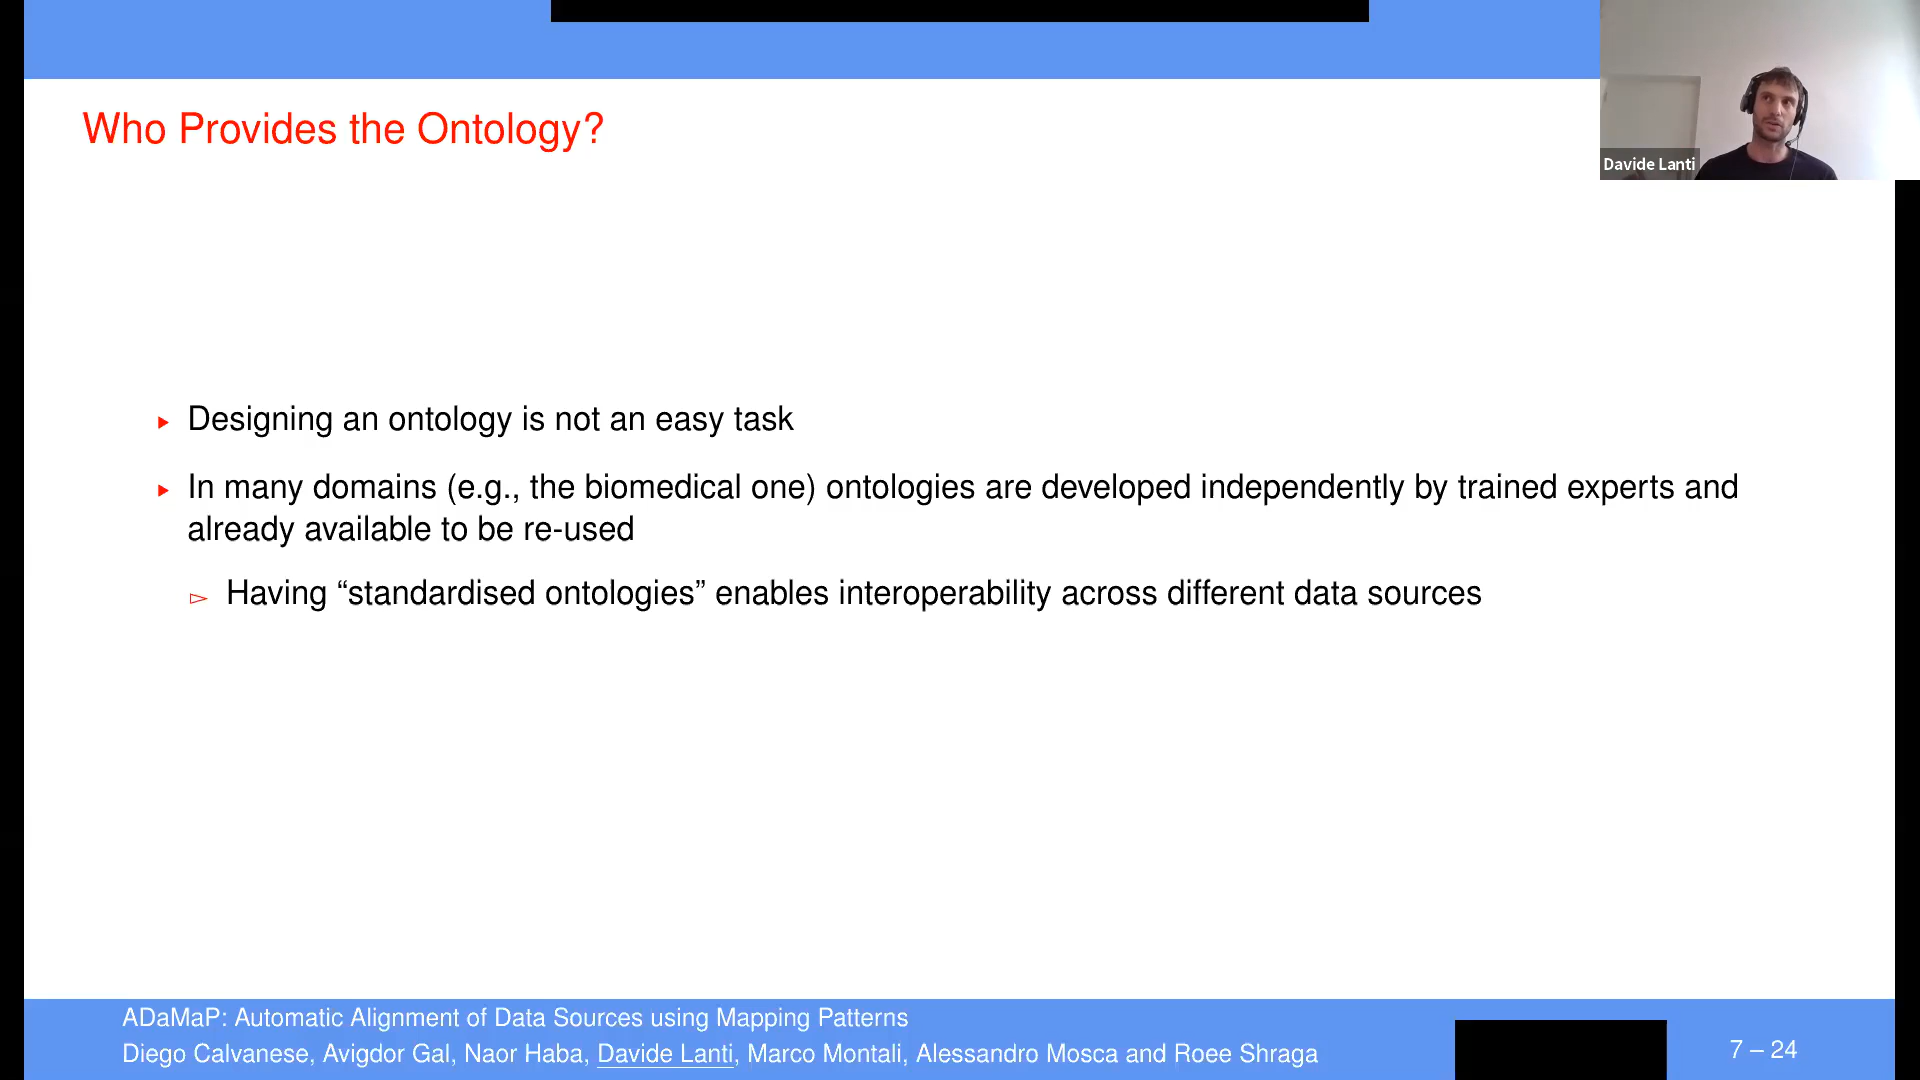 Who Provides the Ontology?
Davide Lanti
▸ Designing an ontology is not an easy task
▸ In many domains (e.g., the biomedical one) ontologies are developed independently by trained experts and
already available to be re-used
▻ Having “standardised ontologies” enables interoperability across different data sources
ADaMaP: Automatic Alignment of Data Sources using Mapping Patterns
Diego Calvanese, Avigdor Gal, Naor Haba, Davide Lanti, Marco Montali, Alessandro Mosca and Roee Shraga
7 – 24